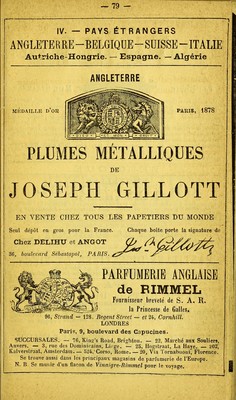 — 79 —
IV. — PAYS ÉTRANGERS
ANGLETERRE—BELGIQUE—SUISSE—ITALIE
Autriche-Hongrie. — Espagne. — Algérie
ANGLETERRE
MÉDAILLE D'OR
PARIS, 1878
PLUMES MÉTALLIQUES
DE
JOSEPH GILLOTT
EN VENTE CHEZ TOUS LES PAPETIERS DU MONDE
Seul dépôt en gros pour la France.
Chez DELIHU et ANGOT
36, boulevard Sébastopol, PARIS.
Chaque boîte porte la signature de
Joseph Gillott
PARFUMERIE ANGLAISE
de RIMMEL
Fournisseur breveté de S. A. R.
la Princesse de Galles,
96, Strand — 128, Regent Street — et 24, Cornhill.
LONDRES
Paris, 9, boulevard des Capucines.
SUCCURSALES. — 76, King's Road, Brighton. — 22, Marché aux Souliers,
Anvers. — 3, rue des Dominicains, Liège. — 23, Hogstraat, La Haye. — 102,
Kalverstraat, Amsterdam. — 324, Corso, Rome. — 20, Via Tornabuoni, Florence.
Se trouve aussi dans les principaux magasins de parfumerie de l'Europe.
N. B. Se munir d'un flacon de Vinaigre-Rimmel pour le voyage.